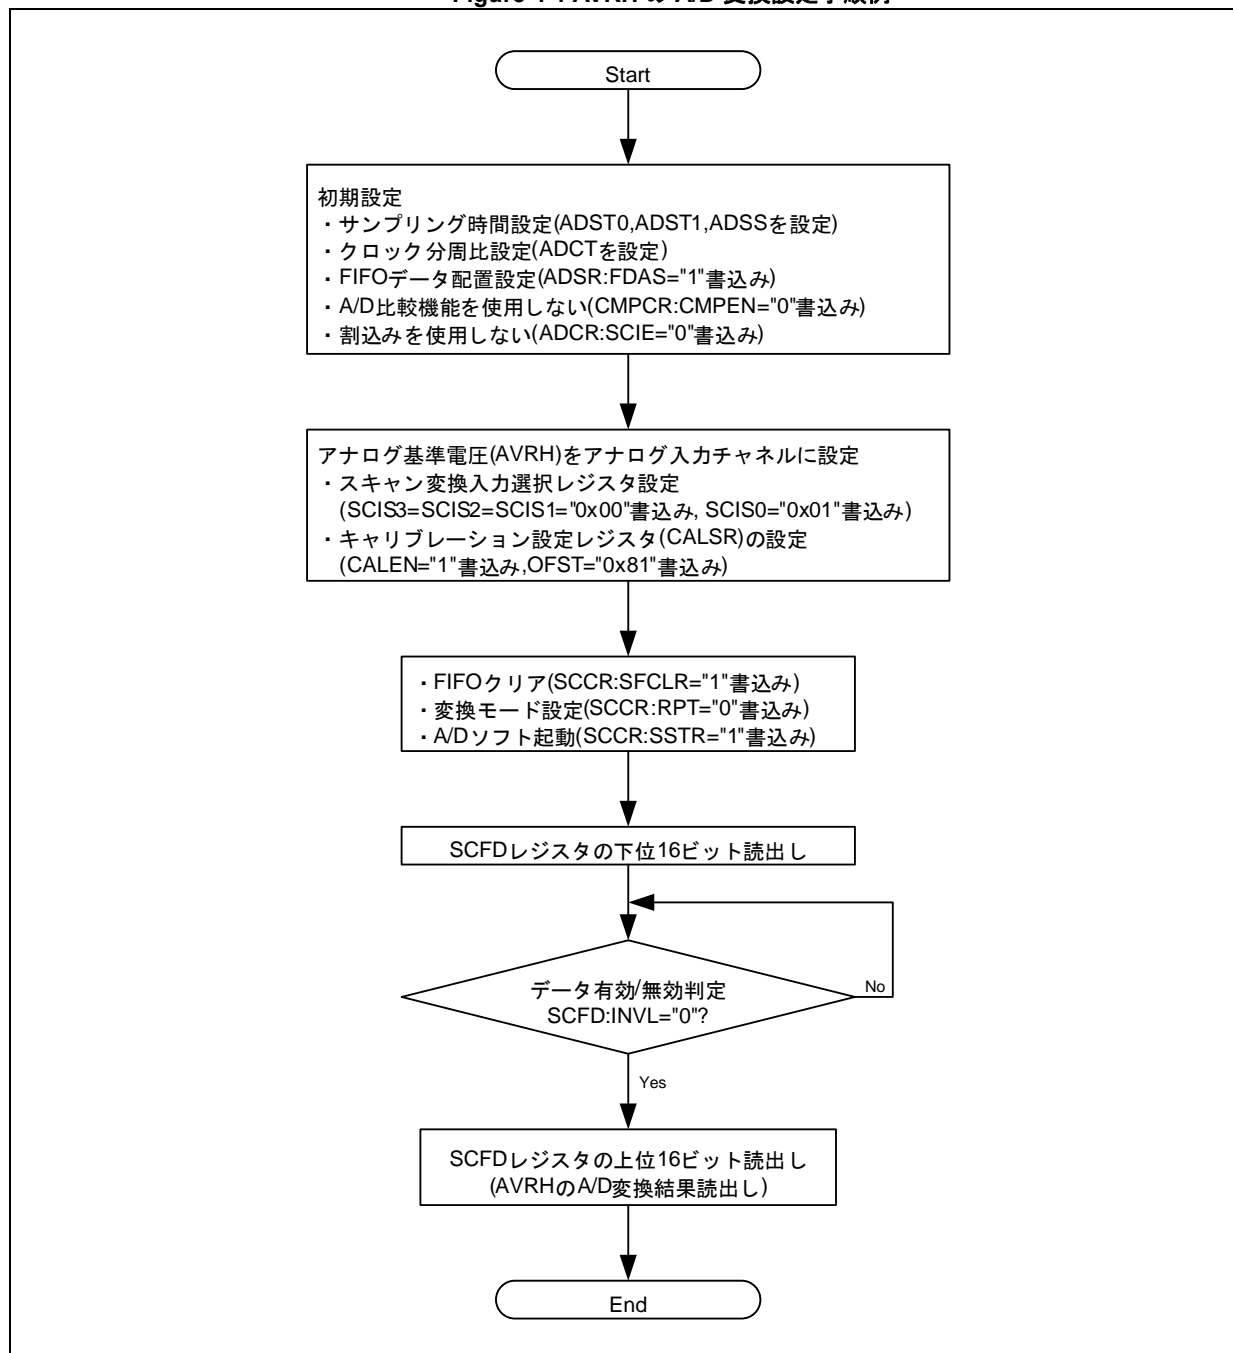 Start
初期設定
・サンプリング時間設定(ADST0,ADST1,ADSSを設定)
・クロック分周比設定(ADCTを設定)
・FIFOデータ配置設定(ADSR:FDAS="1"書込み)
・A/D比較機能を使用しない(CMPCR:CMPEN="0"書込み)
・割込みを使用しない(ADCR:SCIE="0"書込み)
アナログ基準電圧(AVRH)をアナログ入力チャネルに設定
・スキャン変換入力選択レジスタ設定
(SCIS3=SCIS2=SCIS1="0x00"書込み, SCIS0="0x01"書込み)
・キャリブレーション設定レジスタ(CALSR)の設定
(CALEN="1"書込み,OFST="0x81"書込み)
・FIFOクリア(SCCR:SFCLR="1"書込み)
・変換モード設定(SCCR:RPT="0"書込み)
・A/Dソフト起動(SCCR:SSTR="1"書込み)
SCFDレジスタの下位16ビット読出し
データ有効/無効判定
SCFD:INVL="0"?
No
Yes
SCFDレジスタの上位16ビット読出し
(AVRHのA/D変換結果読出し)
End